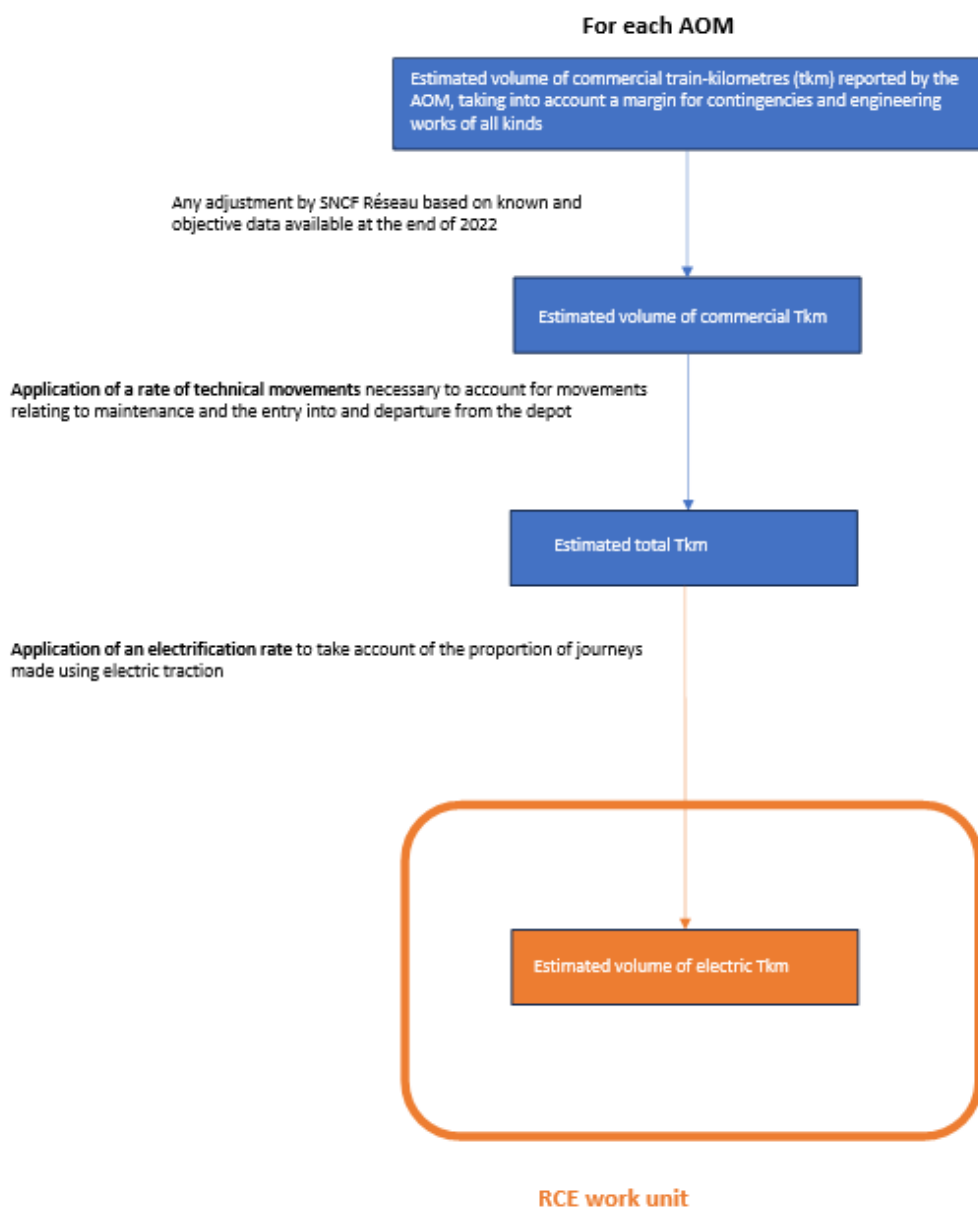 For each AOM
Estimated volume of commercial train-kilometres (tkm) reported by the
AOM, taking into account a margin for contingencies and engineering
works of all kinds
Any adjustment by SNCF Réseau based on known and
objective data available at the end of 2022
Estimated volume of commercial Tkm
Application of a rate of technical movements necessary to account for movements
relating to maintenance and the entry into and departure from the depot
Estimated total Tkm
Application of an electrification rate to take account of the proportion of journeys
made using electric traction
Estimated volume of electric Tkm
RCE work unit